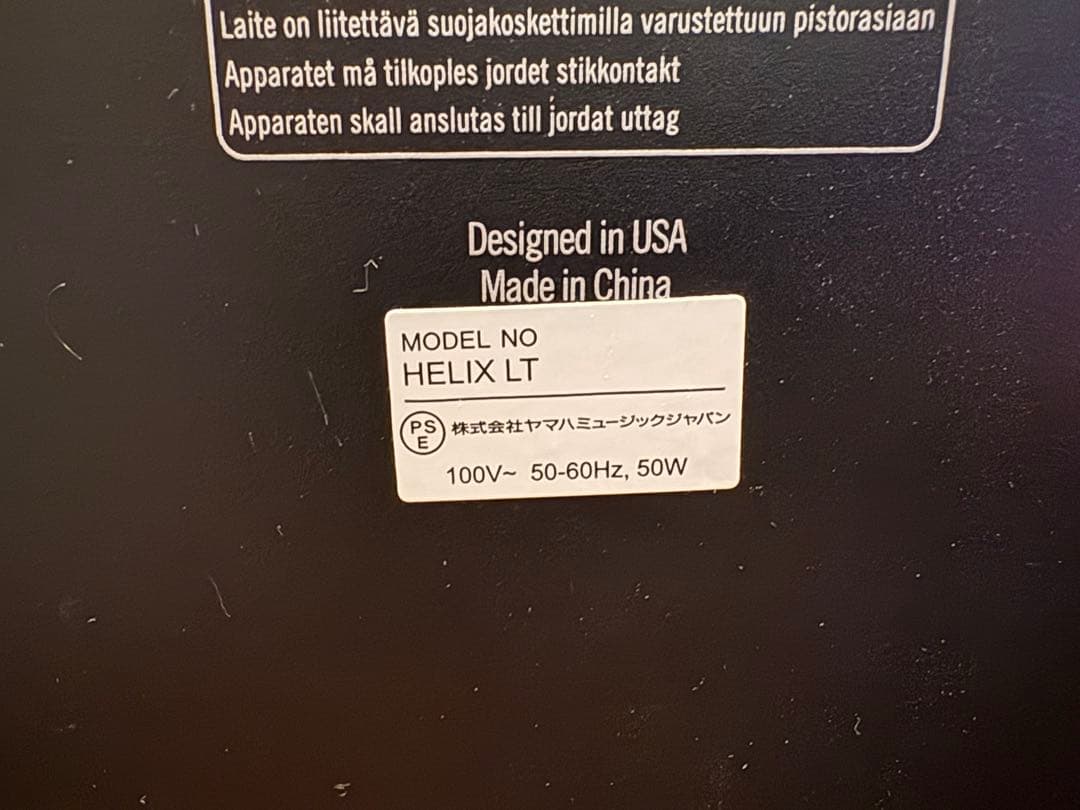 Laite on liitettävä suojakoskettimilla varustettuun pistorasiaan
Apparatet må tilkoples jordet stikkontakt
Apparaten skall anslutas till jordat uttag
Designed in USA
Made in China
MODEL NO
HELIX LT
PS
E
株式会社ヤマハミュージックジャパン
100V~ 50-60Hz, 50W